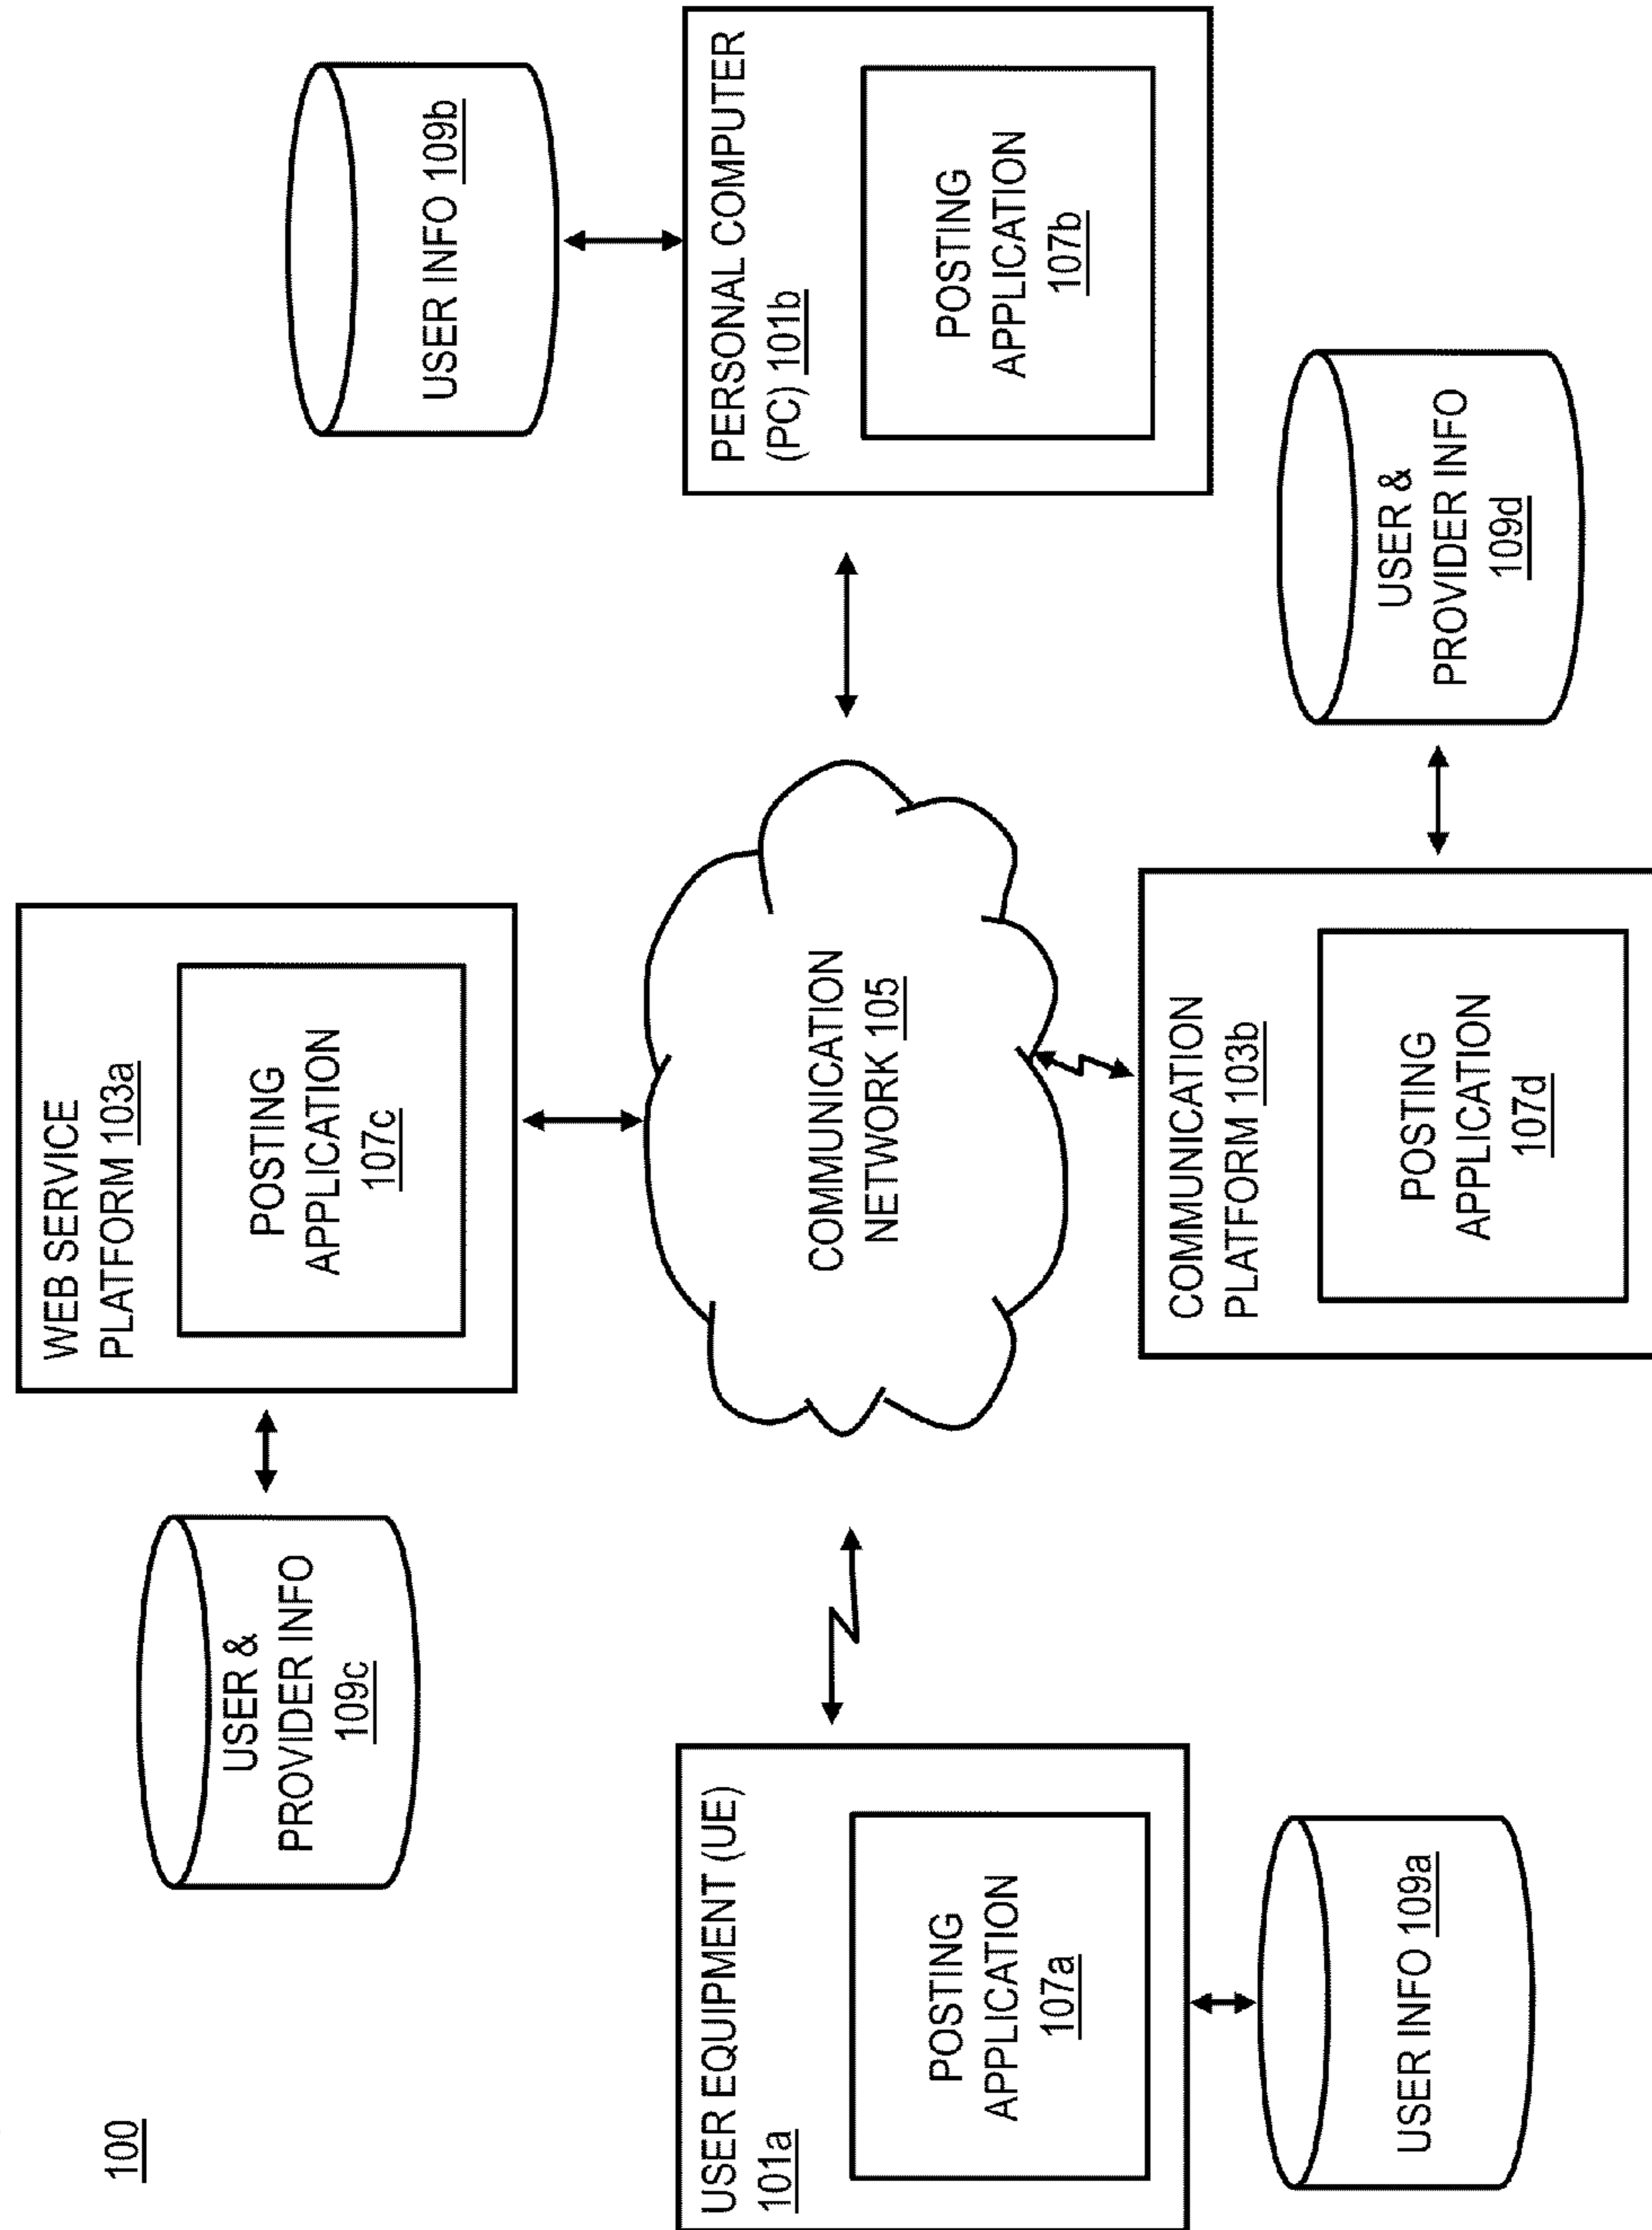 100
WEB SERVICE
PLATFORM 103a
POSTING
APPLICATION
107c
USER &
PROVIDER INFO
109c
USER INFO 109b
USER EQUIPMENT (UE)
101a
POSTING
APPLICATION
107a
COMMUNICATION
NETWORK 105
PERSONAL COMPUTER
(PC) 101b
POSTING
APPLICATION
107b
USER INFO 109a
COMMUNICATION
PLATFORM 103b
POSTING
APPLICATION
107d
USER &
PROVIDER INFO
109d